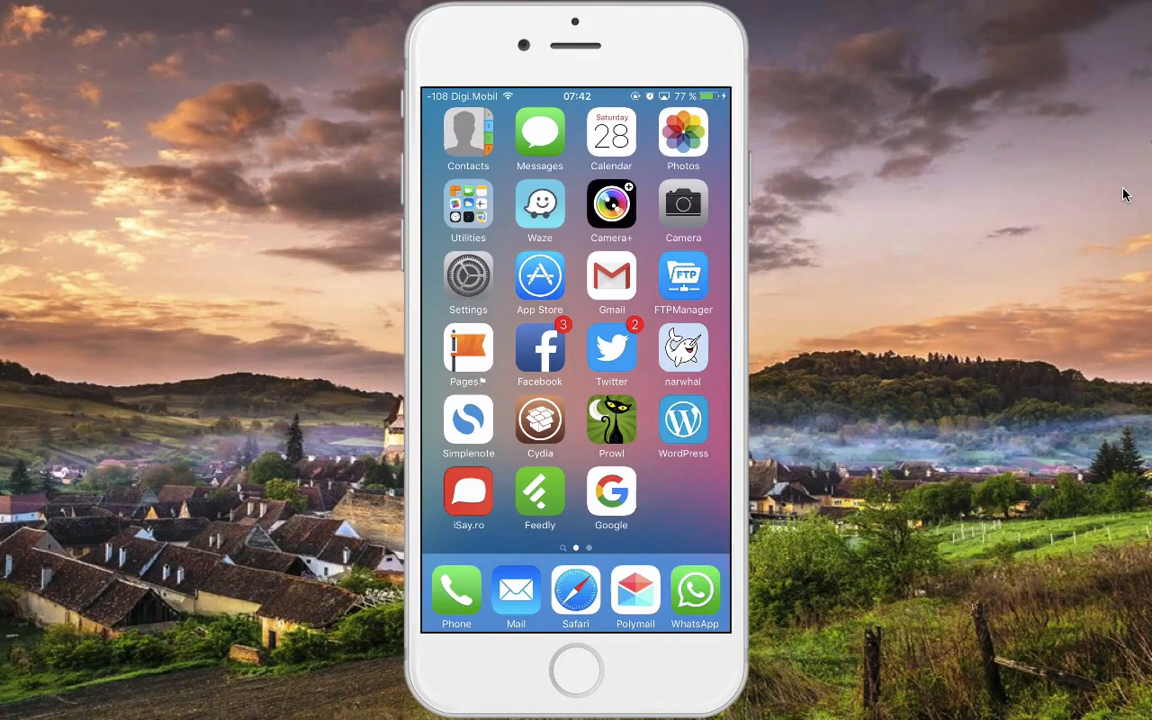 -108 Digi.Mobil 07:42 77 %
Saturday
28
Contacts Messages Calendar Photos
Utilities Waze Camera+ Camera
FTP
Settings App Store Gmail FTPManager
3 2
Pages Facebook Twitter narwhal
Simplenote Cydia Prowl WordPress
iSay.ro Feedly Google
Phone Mail Safari Polymail WhatsApp